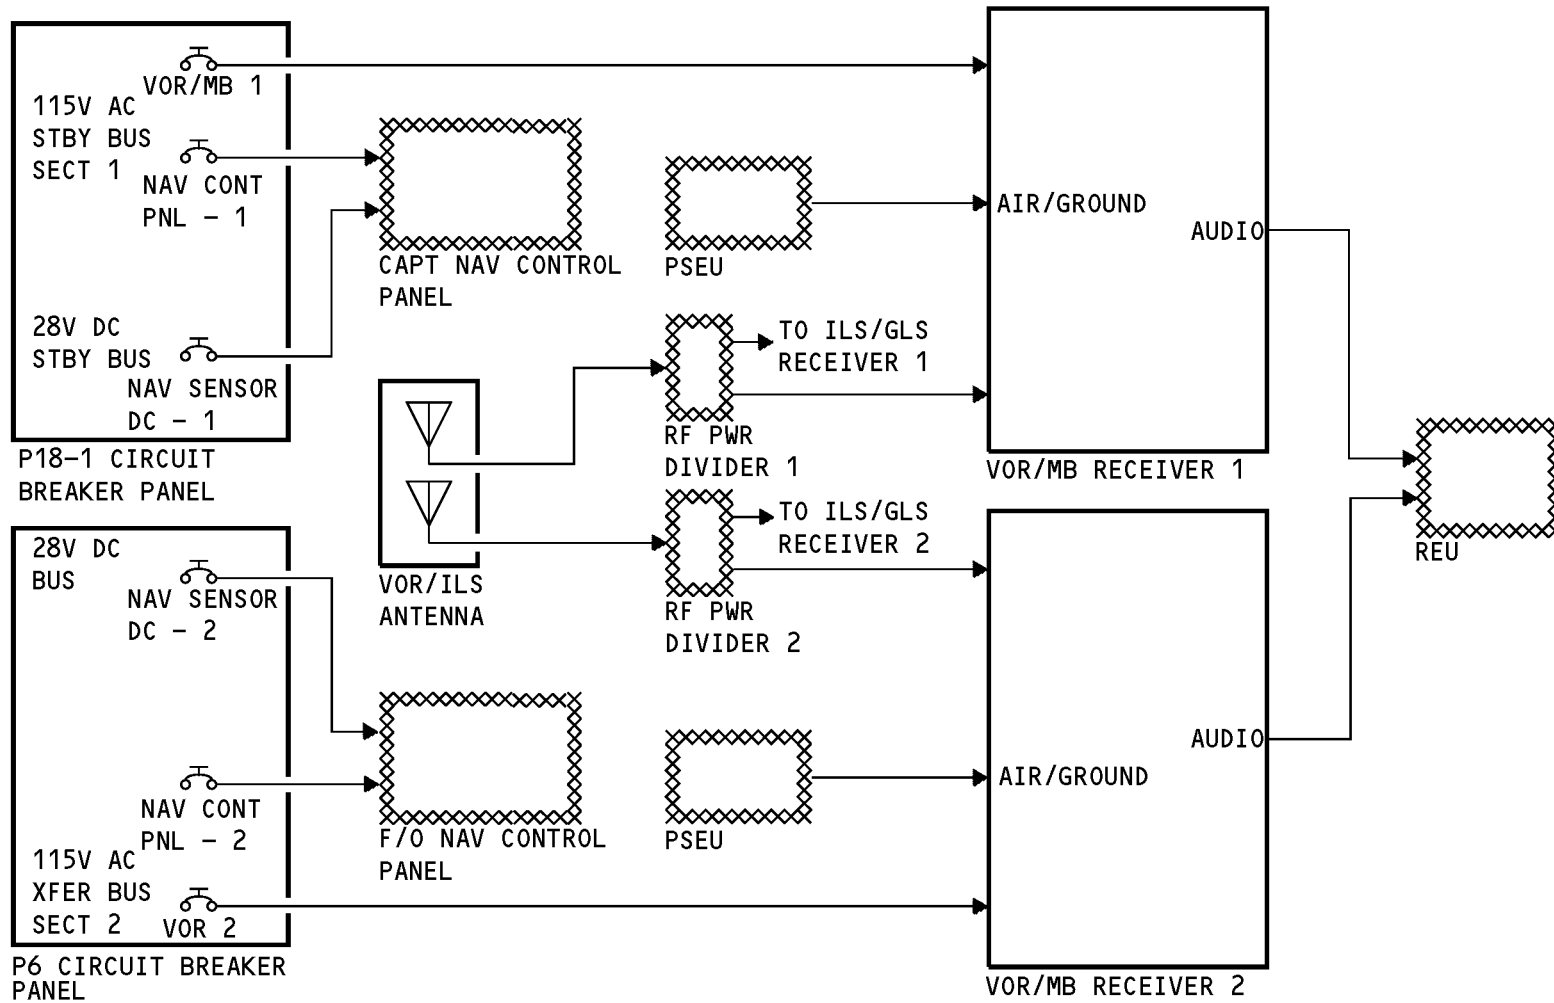 VOR/MB 1
115V AC
STBY BUS
SECT 1
NAV CONT
PNL - 1
28V DC
STBY BUS
NAV SENSOR
DC - 1
P18-1 CIRCUIT
BREAKER PANEL
CAPT NAV CONTROL
PANEL
PSEU
AIR/GROUND
AUDIO
TO ILS/GLS
RECEIVER 1
RF PWR
DIVIDER 1
VOR/MB RECEIVER 1
VOR/ILS
ANTENNA
TO ILS/GLS
RECEIVER 2
RF PWR
DIVIDER 2
REU
28V DC
BUS
NAV SENSOR
DC - 2
NAV CONT
PNL - 2
115V AC
XFER BUS
SECT 2
VOR 2
P6 CIRCUIT BREAKER
PANEL
F/O NAV CONTROL
PANEL
PSEU
AIR/GROUND
AUDIO
VOR/MB RECEIVER 2